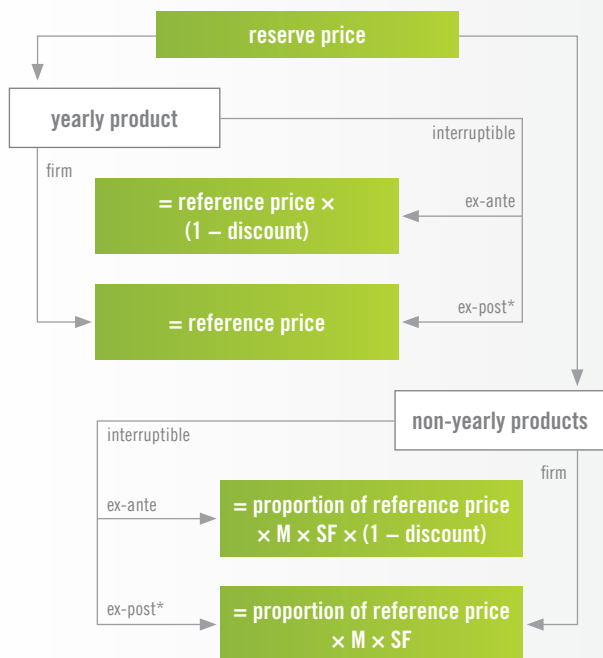 reserve price
yearly product
interruptible
firm
= reference price ×
(1 – discount)
ex-ante
= reference price
ex-post*
non-yearly products
interruptible
firm
ex-ante
= proportion of reference price
× M × SF × (1 – discount)
ex-post*
= proportion of reference price
× M × SF